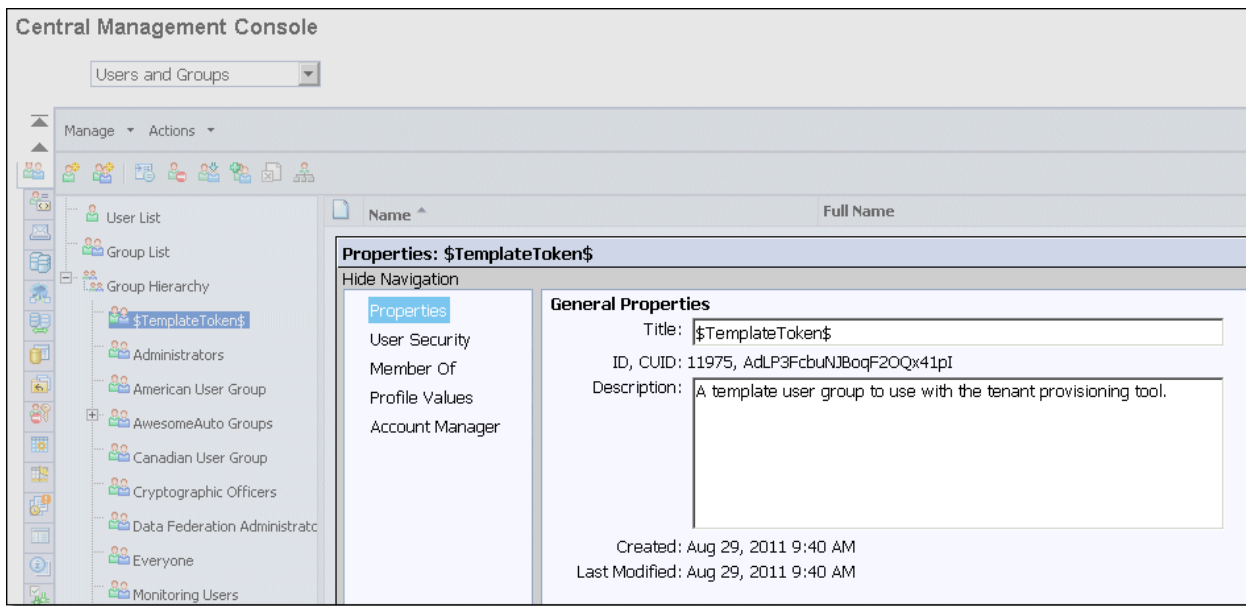 Central Management Console
Users and Groups
Manage Actions
Name Full Name
User List
Group List
Group Hierarchy
$TemplateToken$
Administrators
American User Group
AwesomeAuto Groups
Canadian User Group
Cryptographic Officers
Data Federation Administratc
Everyone
Monitoring Users
Properties: $TemplateToken$
Hide Navigation
Properties
User Security
Member Of
Profile Values
Account Manager
General Properties
Title: $TemplateToken$
ID, CUID: 11975, AdLP3FcbuNJBoqF2OQx41pI
Description: A template user group to use with the tenant provisioning tool.
Created: Aug 29, 2011 9:40 AM
Last Modified: Aug 29, 2011 9:40 AM